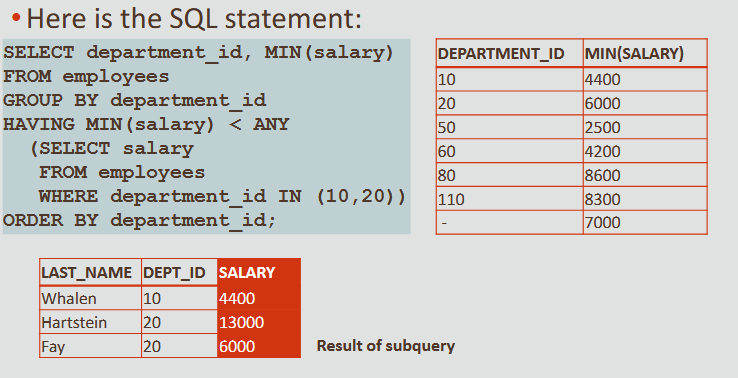 • Here is the SQL statement:
SELECT department_id, MIN(salary)
FROM employees
GROUP BY department_id
HAVING MIN(salary) < ANY
(SELECT salary
FROM employees
WHERE department_id IN (10,20))
ORDER BY department_id;
DEPARTMENT_ID MIN(SALARY)
10 4400
20 6000
50 2500
60 4200
80 8600
110 8300
- 7000
LAST_NAME DEPT_ID SALARY
Whalen 10 4400
Hartstein 20 13000
Fay 20 6000
Result of subquery